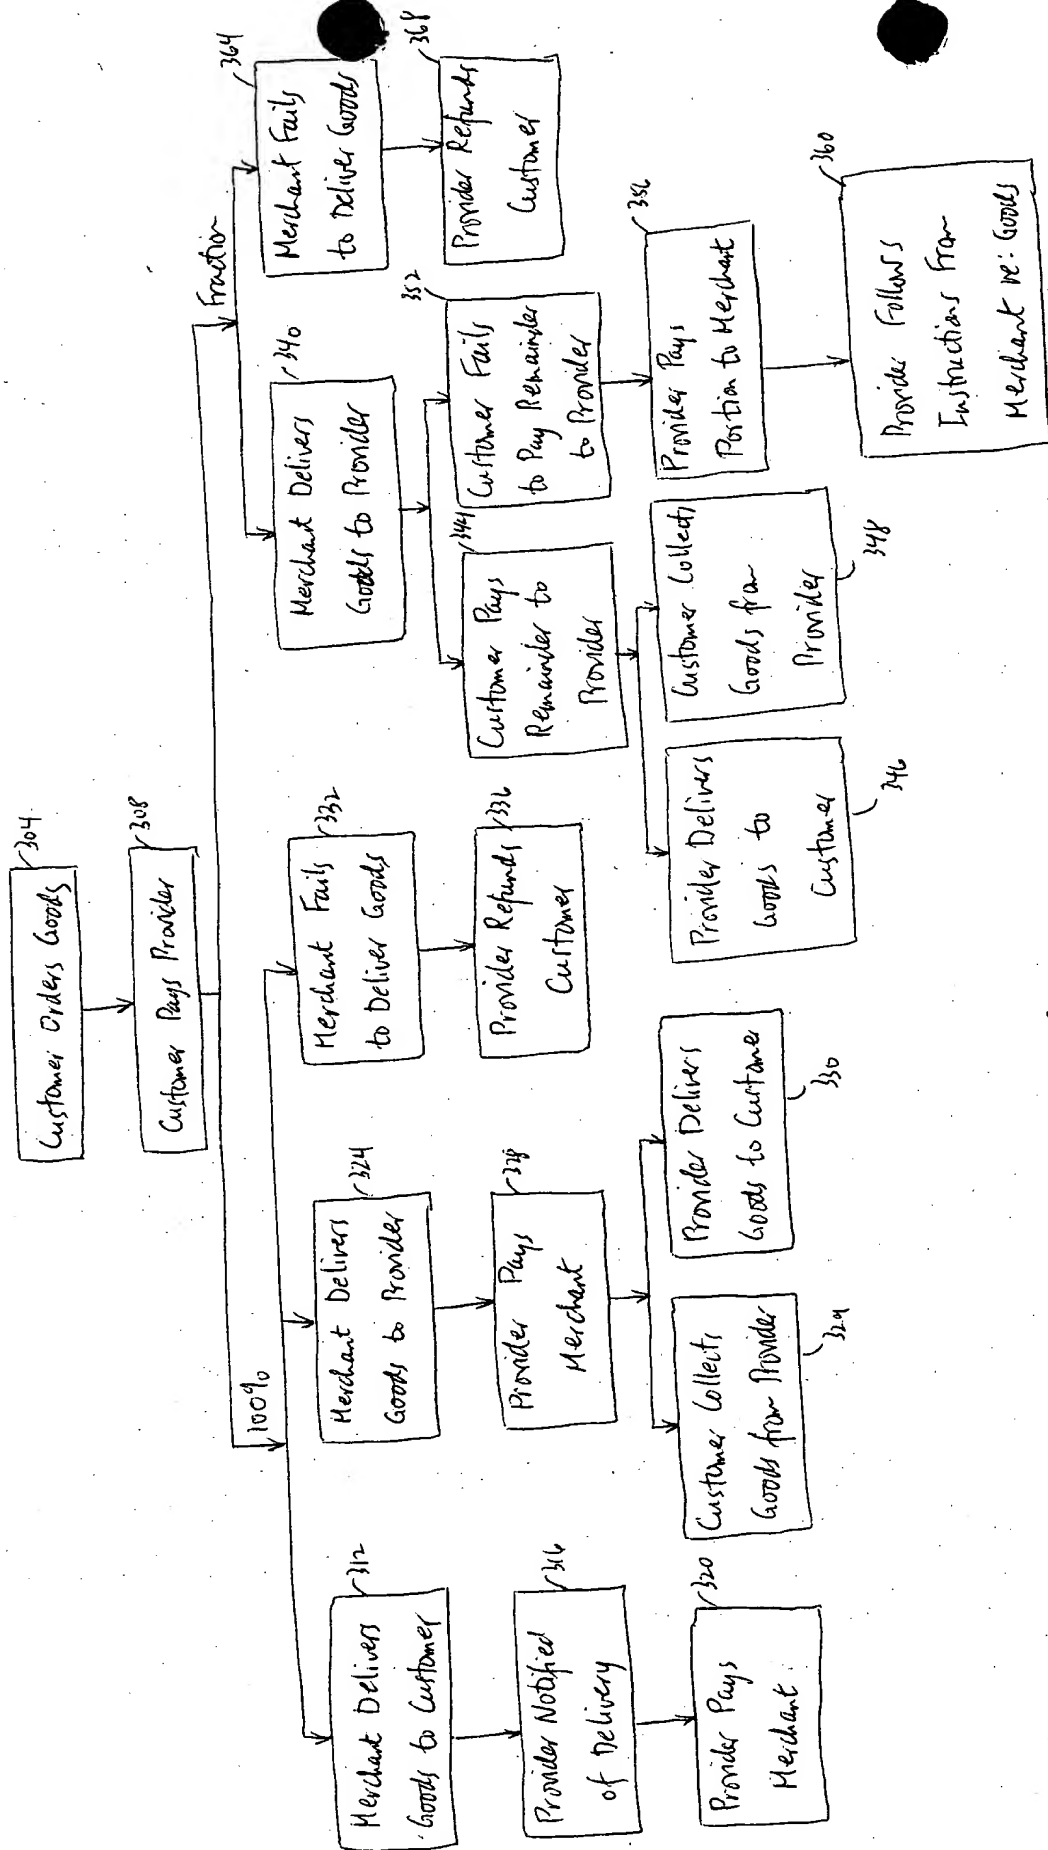 Customer Orders Goods
304
Customer Pays Provider
308
100%
Fraction
Merchant Delivers
Goods to Customer
312
Merchant Delivers
Goods to Provider
324
Merchant Fails
to Deliver Goods
332
Merchant Delivers
Goods to Provider
340
Merchant Fails
to Deliver Goods
364
Provider Notified
of Delivery
316
Provider Pays
Merchant
328
Provider Refunds
Customer
336
Customer Pays
Remainder to
Provider
344
Customer Fails
to Pay Remainder
to Provider
352
Provider Refunds
Customer
368
Provider Pays
Merchant
320
Customer Collects
Goods from Provider
329
Provider Delivers
Goods to Customer
330
Provider Delivers
Goods to
Customer
346
Customer Collects
Goods from
Provider
348
Provider Pays
Portion to Merchant
356
Provider Follows
Instructions From
Merchant re: Goods
360